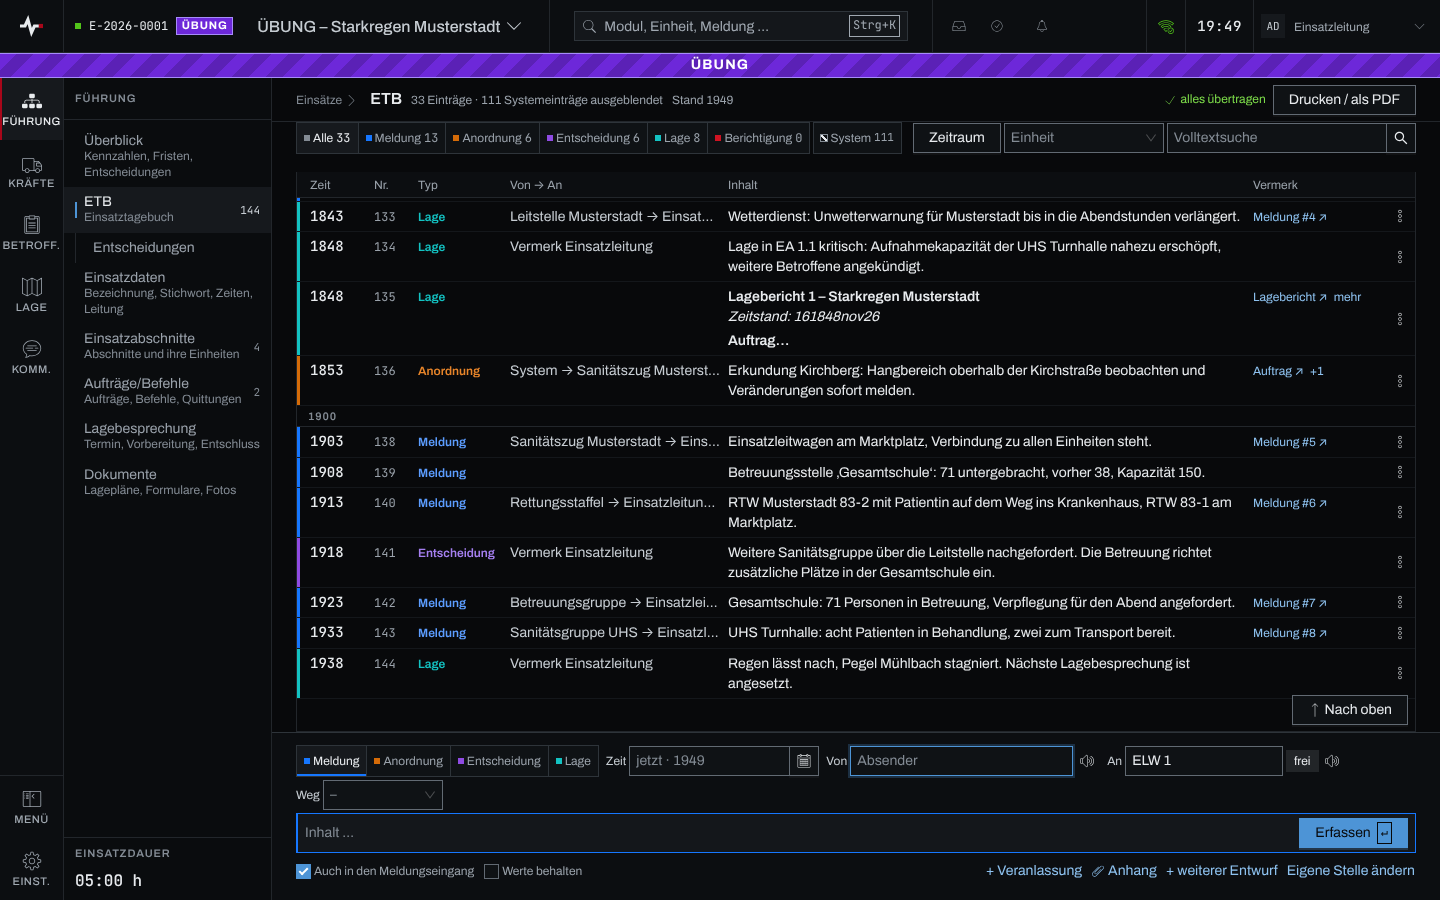 E-2026-0001 ÜBUNG ÜBUNG – Starkregen Musterstadt Modul, Einheit, Meldung ... Strg+K 19:49 AD Einsatzleitung
ÜBUNG
FÜHRUNG
KRÄFTE
BETROFF.
LAGE
KOMM.
MENÜ
EINST.
FÜHRUNG
Überblick
Kennzahlen, Fristen,
Entscheidungen
ETB
Einsatztagebuch 144
Entscheidungen
Einsatzdaten
Bezeichnung, Stichwort, Zeiten,
Leitung
Einsatzabschnitte
Abschnitte und ihre Einheiten 4
Aufträge/Befehle
Aufträge, Befehle, Quittungen 2
Lagebesprechung
Termin, Vorbereitung, Entschluss
Dokumente
Lagepläne, Formulare, Fotos
EINSATZDAUER
05:00 h
Einsätze ETB 33 Einträge · 111 Systemeinträge ausgeblendet Stand 1949 alles übertragen Drucken / als PDF
Alle 33 Meldung 13 Anordnung 6 Entscheidung 6 Lage 8 Berichtigung 0 System 111 Zeitraum Einheit Volltextsuche
Zeit Nr. Typ Von → An Inhalt Vermerk
1843 133 Lage Leitstelle Musterstadt → Einsat... Wetterdienst: Unwetterwarnung für Musterstadt bis in die Abendstunden verlängert. Meldung #4 ↗
1848 134 Lage Vermerk Einsatzleitung Lage in EA 1.1 kritisch: Aufnahmekapazität der UHS Turnhalle nahezu erschöpft,
weitere Betroffene angekündigt.
1848 135 Lage Lagebericht 1 – Starkregen Musterstadt Lagebericht ↗ mehr
Zeitstand: 161848nov26
Auftrag...
1853 136 Anordnung System → Sanitätszug Musterst... Erkundung Kirchberg: Hangbereich oberhalb der Kirchstraße beobachten und Auftrag ↗ +1
Veränderungen sofort melden.
1900
1903 138 Meldung Sanitätszug Musterstadt → Eins... Einsatzleitwagen am Marktplatz, Verbindung zu allen Einheiten steht. Meldung #5 ↗
1908 139 Meldung Betreuungsstelle ‚Gesamtschule‘: 71 untergebracht, vorher 38, Kapazität 150.
1913 140 Meldung Rettungsstaffel → Einsatzleitun... RTW Musterstadt 83-2 mit Patientin auf dem Weg ins Krankenhaus, RTW 83-1 am Meldung #6 ↗
Marktplatz.
1918 141 Entscheidung Vermerk Einsatzleitung Weitere Sanitätsgruppe über die Leitstelle nachgefordert. Die Betreuung richtet
zusätzliche Plätze in der Gesamtschule ein.
1923 142 Meldung Betreuungsgruppe → Einsatzlei... Gesamtschule: 71 Personen in Betreuung, Verpflegung für den Abend angefordert. Meldung #7 ↗
1933 143 Meldung Sanitätsgruppe UHS → Einsatzl... UHS Turnhalle: acht Patienten in Behandlung, zwei zum Transport bereit. Meldung #8 ↗
1938 144 Lage Vermerk Einsatzleitung Regen lässt nach, Pegel Mühlbach stagniert. Nächste Lagebesprechung ist
angesetzt.
↑ Nach oben
Meldung Anordnung Entscheidung Lage Zeit jetzt · 1949 Von Absender An ELW 1 frei
Weg –
Inhalt ... Erfassen ↵
Auch in den Meldungseingang Werte behalten + Veranlassung Anhang + weiterer Entwurf Eigene Stelle ändern